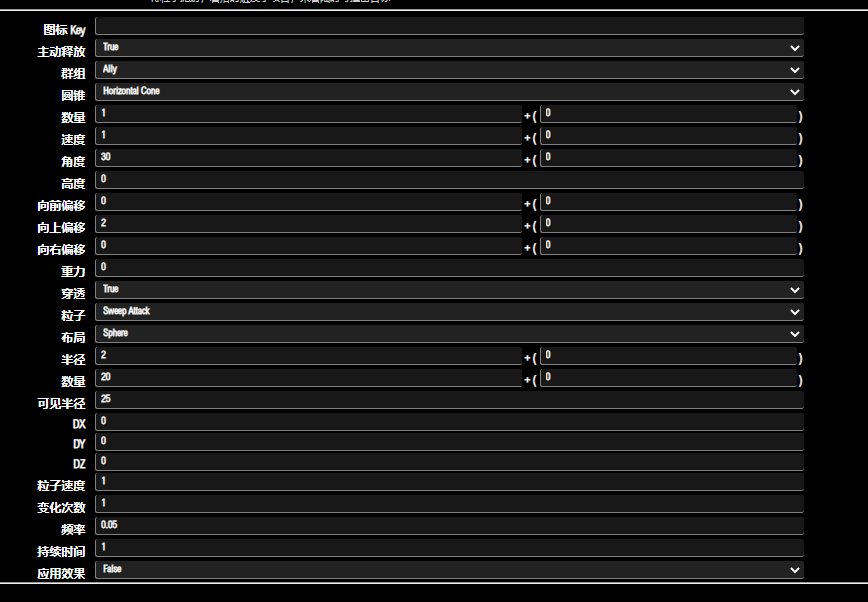 图标 Key
主动释放 True
群组 Ally
圆锥 Horizontal Cone
数量 1 + ( 0 )
速度 1 + ( 0 )
角度 30 + ( 0 )
高度 0
向前偏移 0 + ( 0 )
向上偏移 2 + ( 0 )
向右偏移 0 + ( 0 )
重力 0
穿透 True
粒子 Sweep Attack
布局 Sphere
半径 2 + ( 0 )
数量 20 + ( 0 )
可见半径 25
DX 0
DY 0
DZ 0
粒子速度 1
变化次数 1
频率 0.05
持续时间 1
应用效果 False